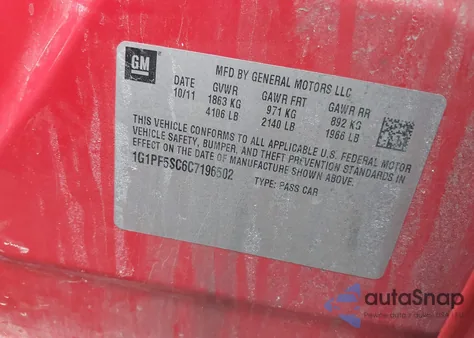 GM
MFD BY GENERAL MOTORS LLC
DATE GVWR GAWR FRT GAWR RR
10/11 1863 KG 971 KG 892 KG
4106 LB 2140 LB 1966 LB
THIS VEHICLE CONFORMS TO ALL APPLICABLE U.S. FEDERAL MOTOR
VEHICLE SAFETY, BUMPER, AND THEFT PREVENTION STANDARDS IN
EFFECT ON THE DATE OF MANUFACTURE SHOWN ABOVE.
1G1PF5SC6C7196502
TYPE: PASS CAR
autoSnap